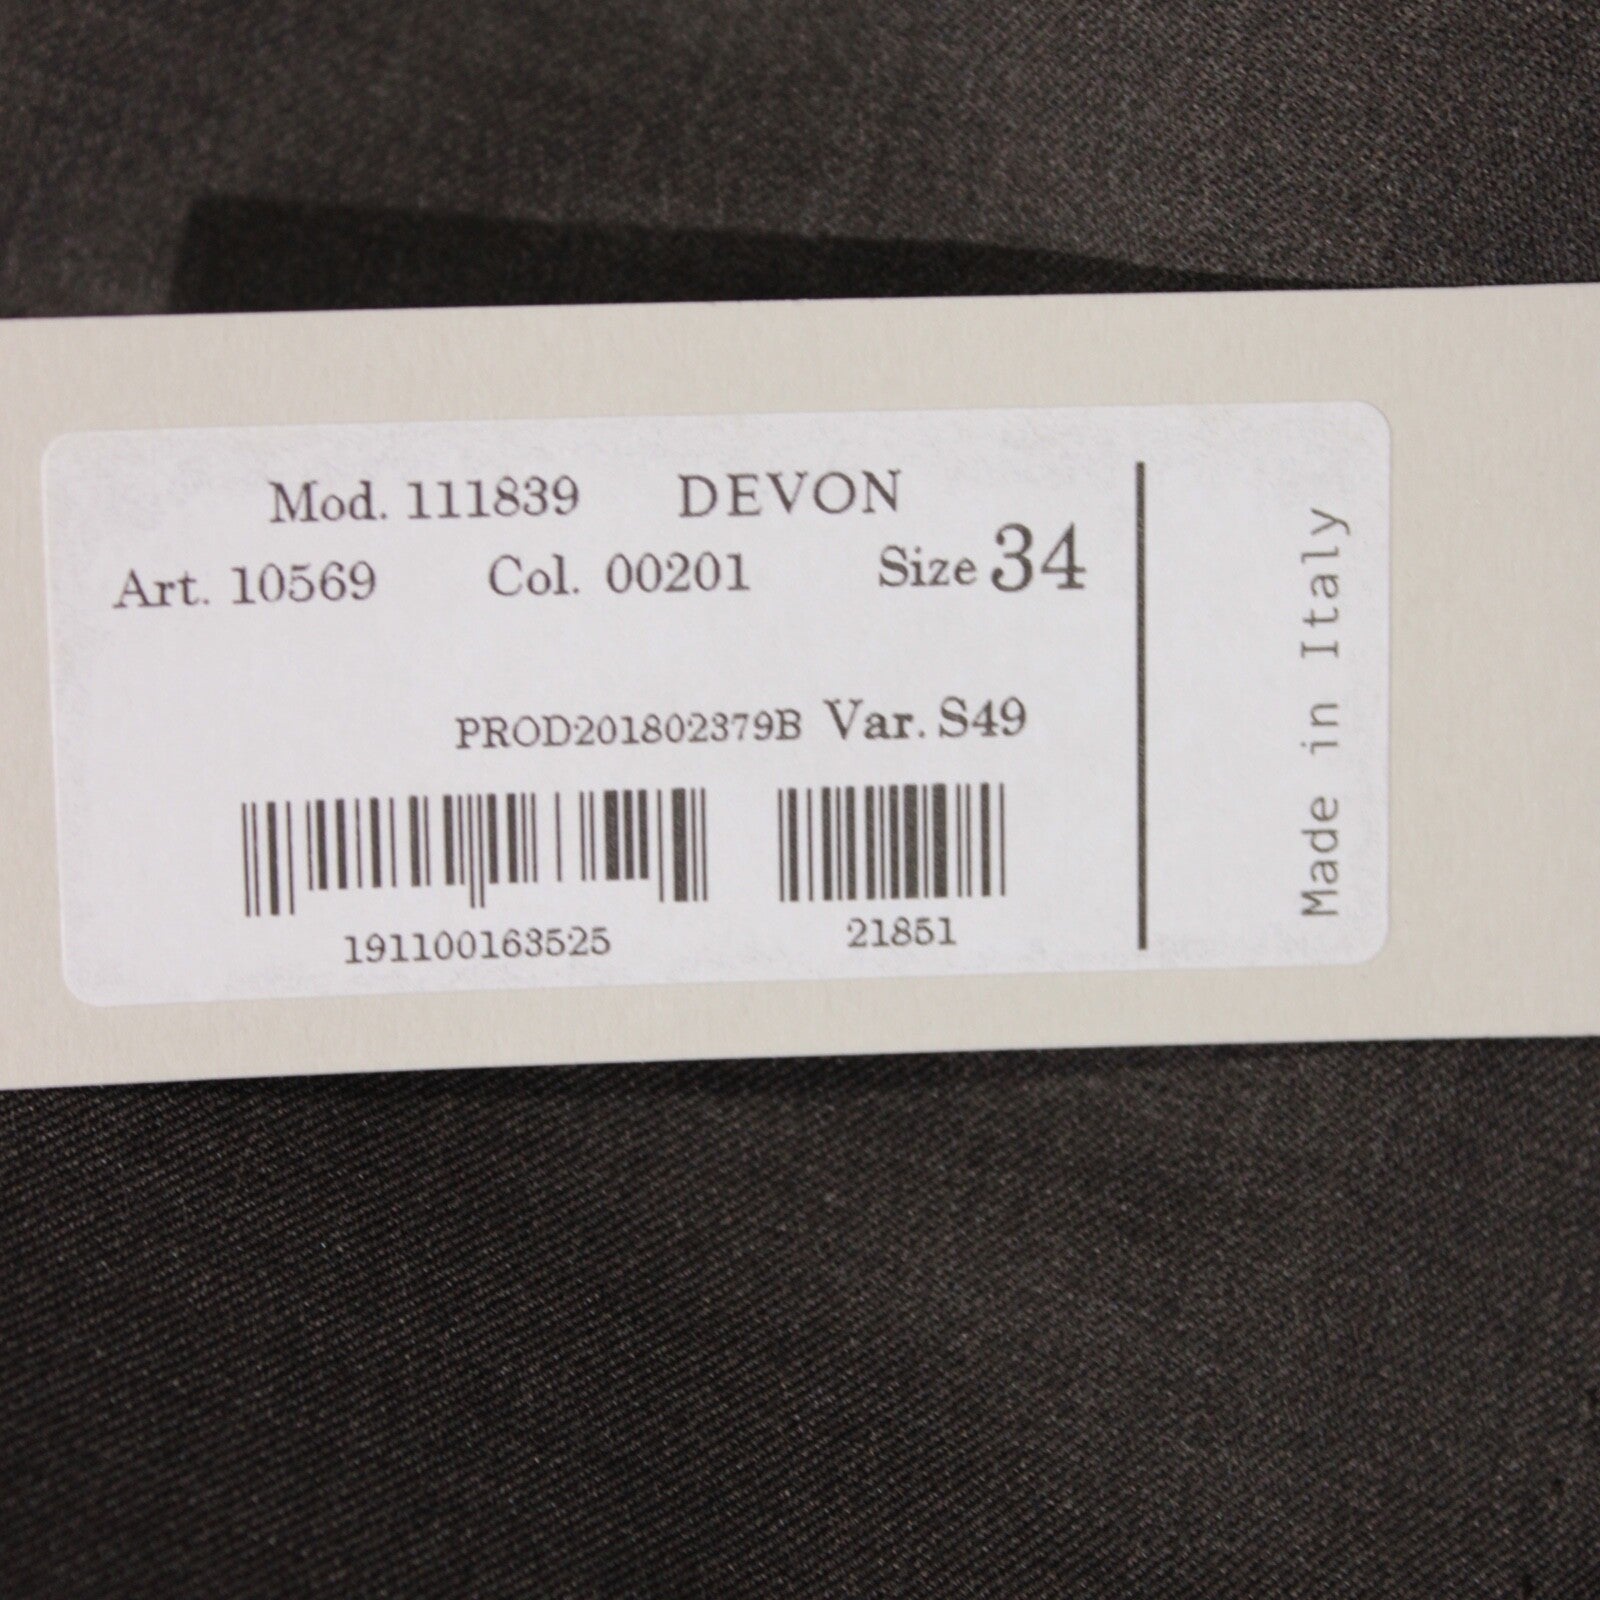 Mod. 111839 DEVON
Art. 10569 Col. 00201 Size 34
PROD201802379B Var. S49
191100163525 21851
Made in Italy